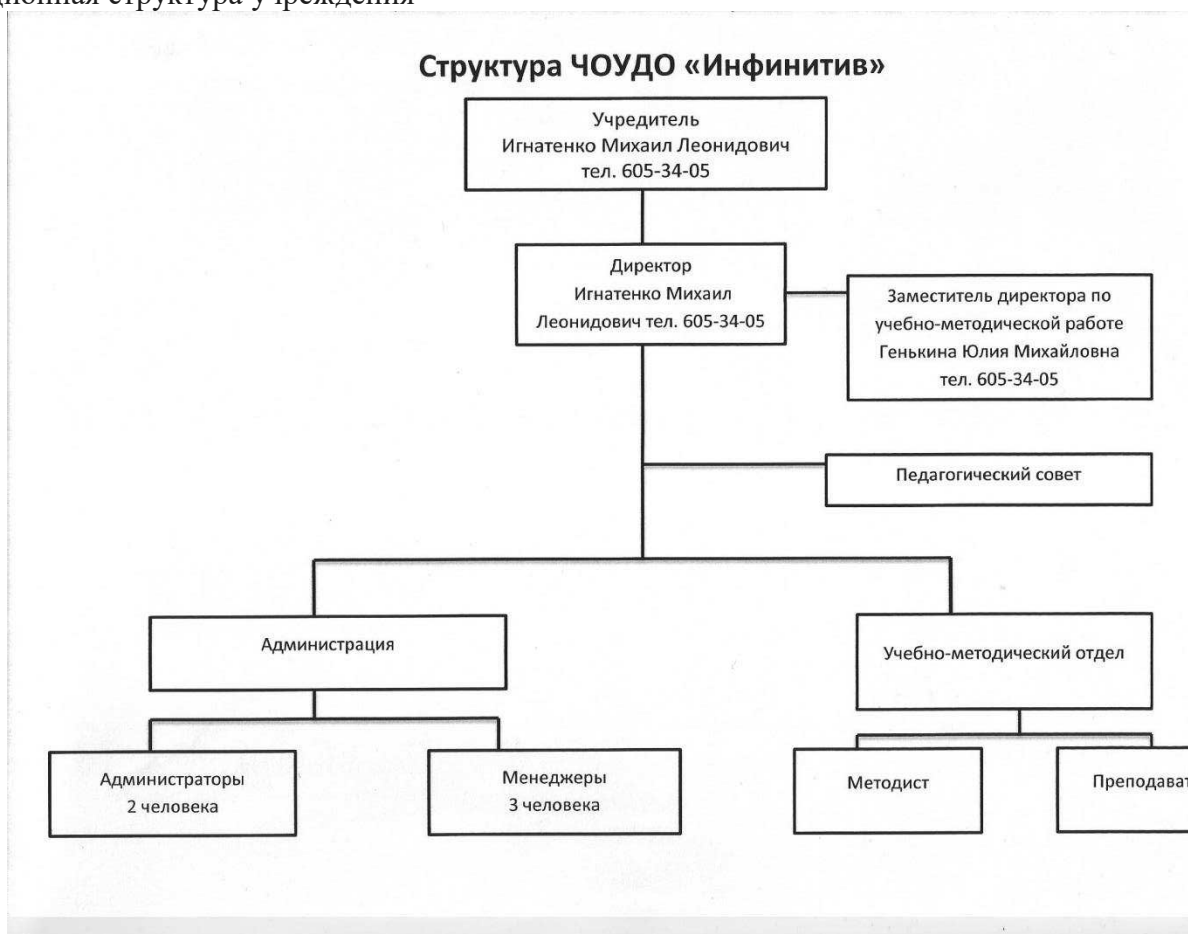 структура учреждения
Структура ЧОУДО «Инфинитив»
Учредитель
Игнатенко Михаил Леонидович
тел. 605-34-05
Директор
Игнатенко Михаил
Леонидович тел. 605-34-05
Заместитель директора по
учебно-методической работе
Генькина Юлия Михайловна
тел. 605-34-05
Педагогический совет
Администрация
Учебно-методический отдел
Администраторы
2 человека
Менеджеры
3 человека
Методист